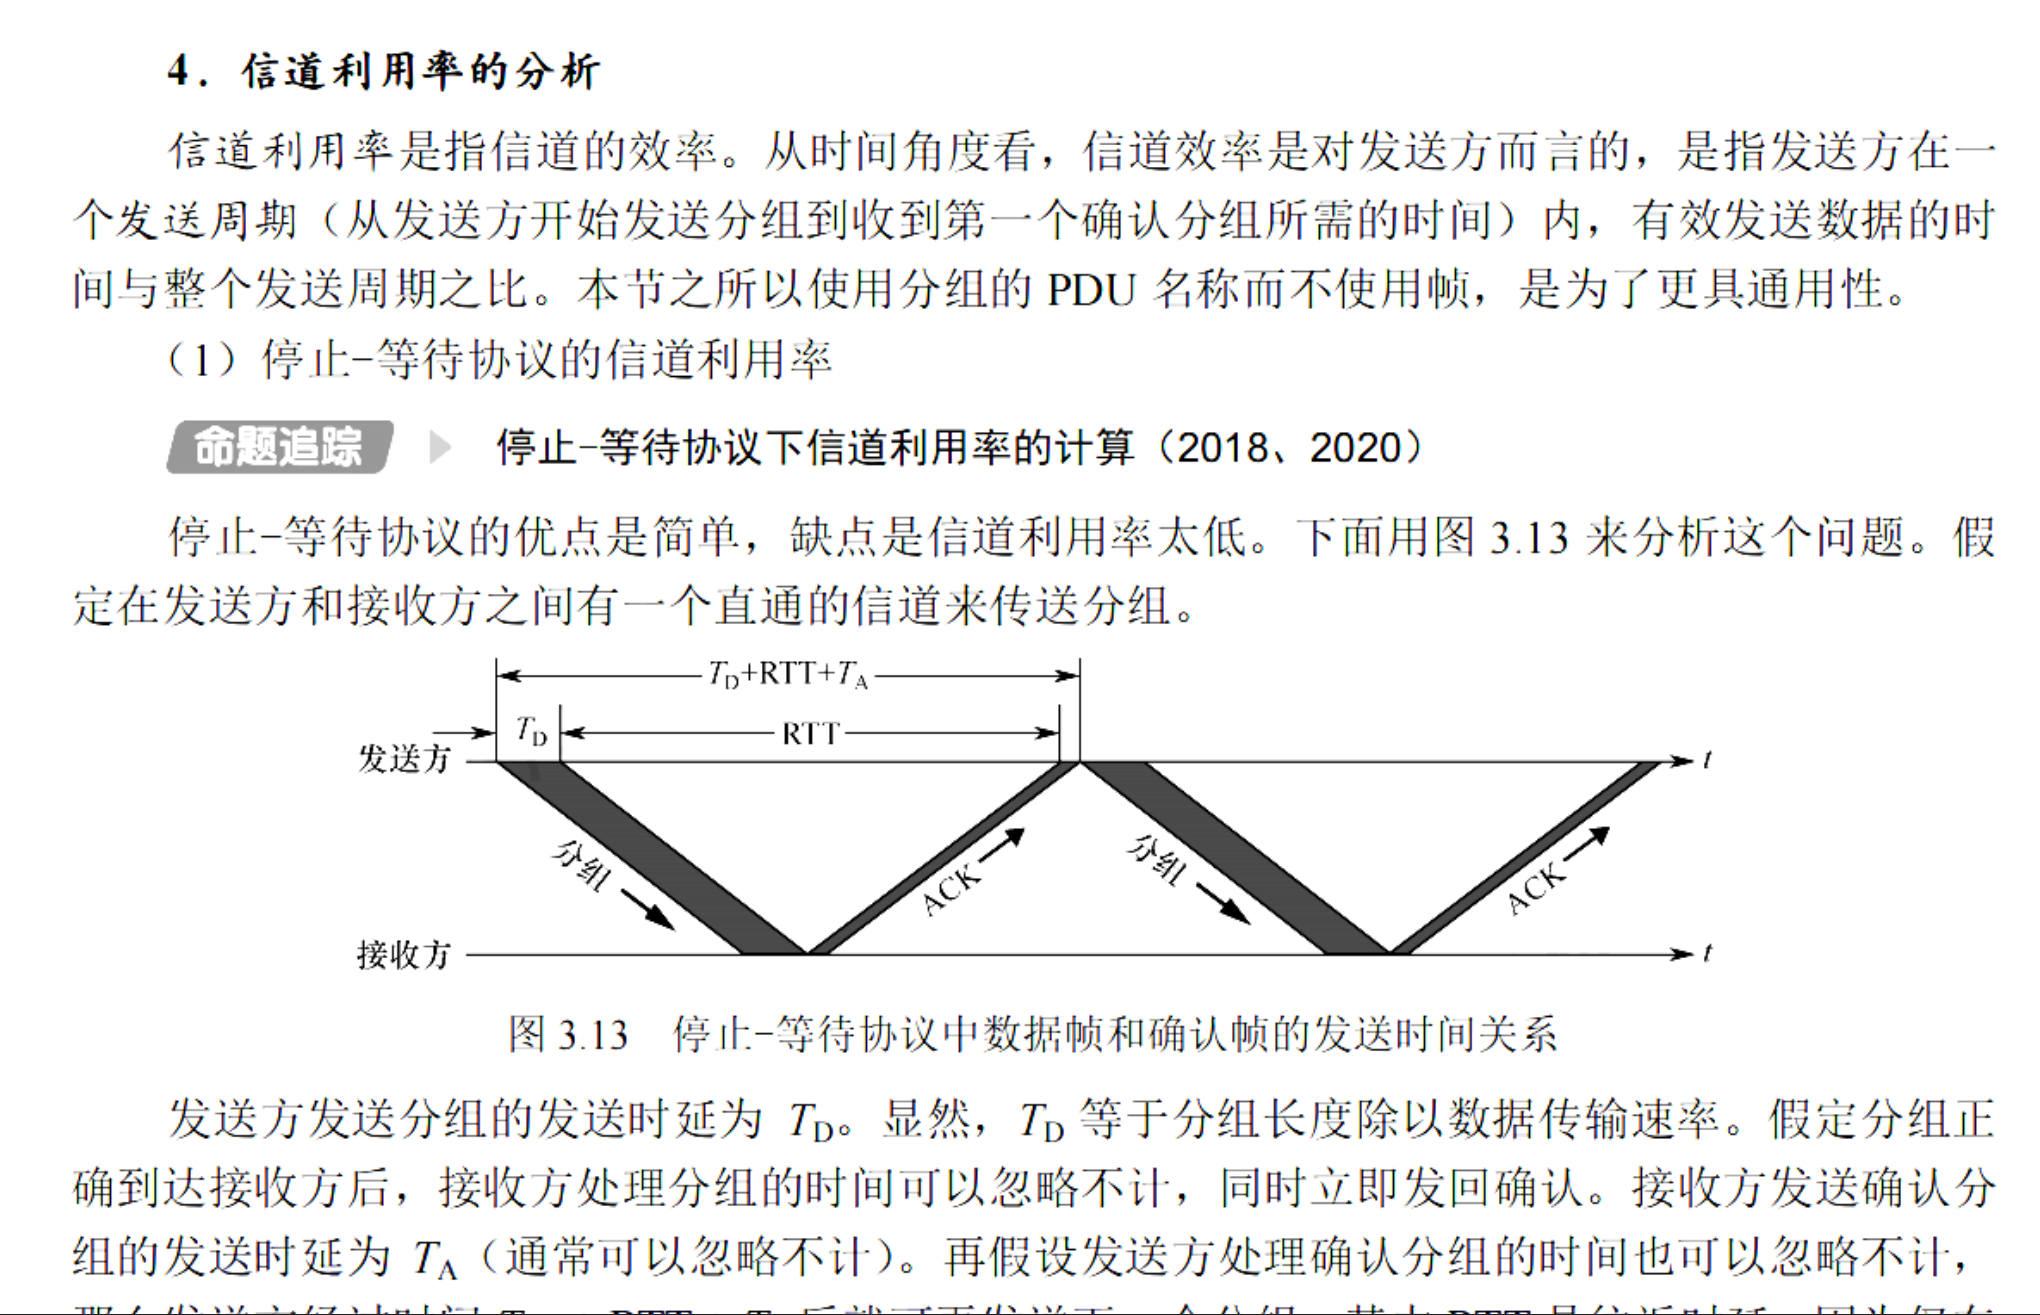 4. 信道利用率的分析
信道利用率是指信道的效率。从时间角度看，信道效率是对发送方而言的，是指发送方在一
个发送周期（从发送方开始发送分组到收到第一个确认分组所需的时间）内，有效发送数据的时
间与整个发送周期之比。本节之所以使用分组的 PDU 名称而不使用帧，是为了更具通用性。
（1）停止-等待协议的信道利用率
命题追踪 停止-等待协议下信道利用率的计算（2018、2020）
停止-等待协议的优点是简单，缺点是信道利用率太低。下面用图 3.13 来分析这个问题。假
定在发送方和接收方之间有一个直通的信道来传送分组。
TD+RTT+TA
TD RTT
发送方 t
分组 ACK 分组 ACK
接收方 t
图 3.13 停止-等待协议中数据帧和确认帧的发送时间关系
发送方发送分组的发送时延为 TD。显然，TD 等于分组长度除以数据传输速率。假定分组正
确到达接收方后，接收方处理分组的时间可以忽略不计，同时立即发回确认。接收方发送确认分
组的发送时延为 TA（通常可以忽略不计）。再假设发送方处理确认分组的时间也可以忽略不计，